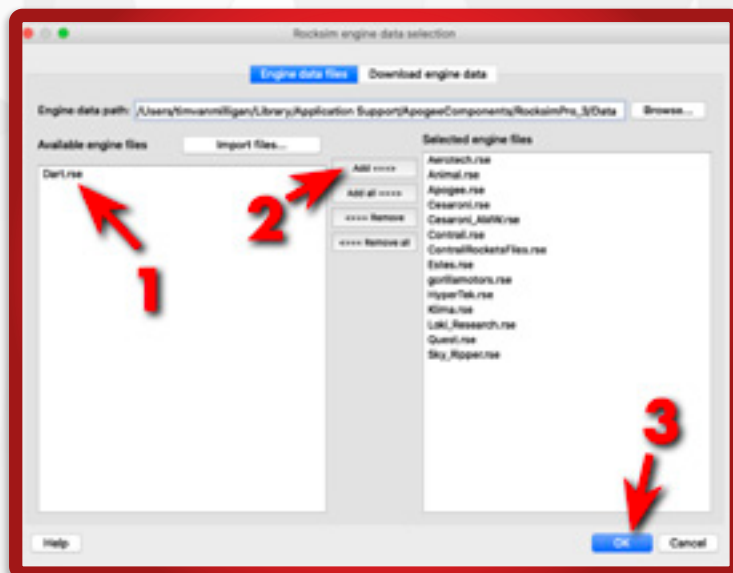 Rocksim engine data selection
Engine data files Download engine data
Engine data path: /Users/timvanmilligan/Library/Application Support/ApogeeComponents/RocksimPro_3/Data Browse...
Available engine files Import files... Selected engine files
Dart.rse
Add ====>
Add all ====>
<==== Remove
<==== Remove all
Aerotech.rse
Animal.rse
Apogee.rse
Cesaroni.rse
Cesaroni_AMW.rse
Contrail.rse
ContrailRocketsFiles.rse
Estes.rse
gorillamotors.rse
HyperTek.rse
Klima.rse
Loki_Research.rse
Quest.rse
Sky_Ripper.rse
1
2
3
Help OK Cancel